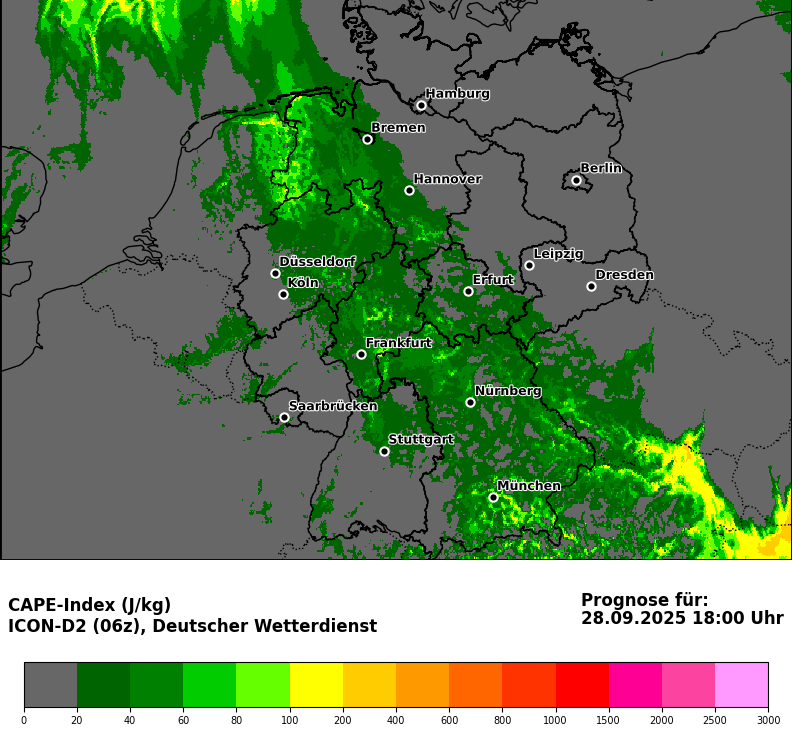 Hamburg
Bremen
Berlin
Hannover
Leipzig
Düsseldorf
Dresden
Köln
Erfurt
Frankfurt
Nürnberg
Saarbrücken
Stuttgart
München
CAPE-Index (J/kg)
ICON-D2 (06z), Deutscher Wetterdienst
Prognose für:
28.09.2025 18:00 Uhr
0 20 40 60 80 100 200 400 600 800 1000 1500 2000 2500 3000